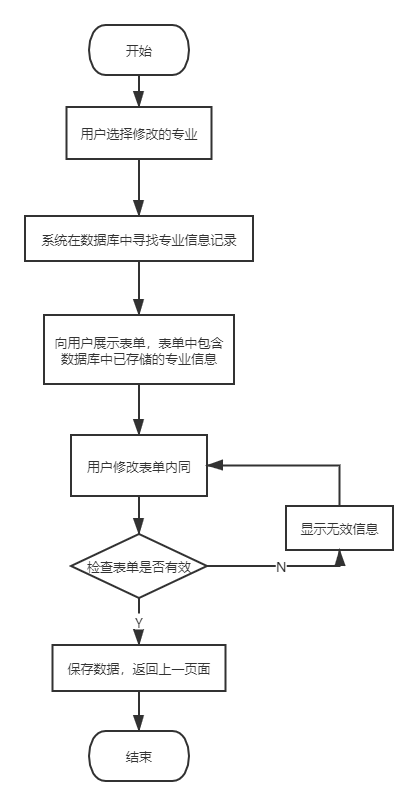 开始
用户选择修改的专业
系统在数据库中寻找专业信息记录
向用户展示表单，表单中包含
数据库中已存储的专业信息
用户修改表单内同
显示无效信息
检查表单是否有效
N
Y
保存数据，返回上一页面
结束